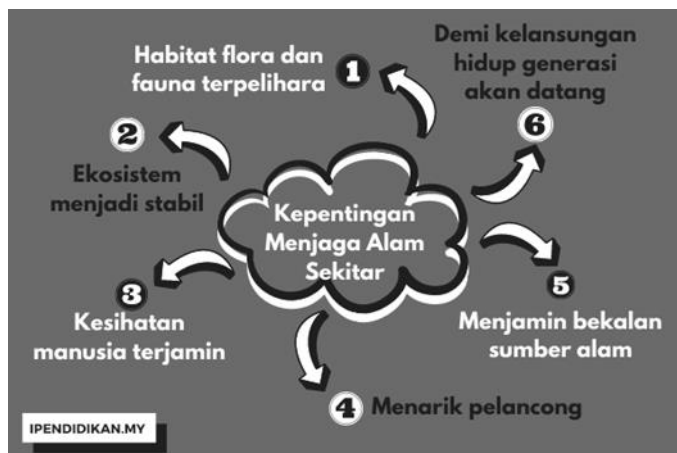 Kepentingan
Menjaga Alam
Sekitar
Habitat flora dan
fauna terpelihara
1
2
Ekosistem
menjadi stabil
3
Kesihatan
manusia terjamin
4 Menarik pelancong
5
Menjamin bekalan
sumber alam
Demi kelansungan
hidup generasi
akan datang
6
IPENDIDIKAN.MY